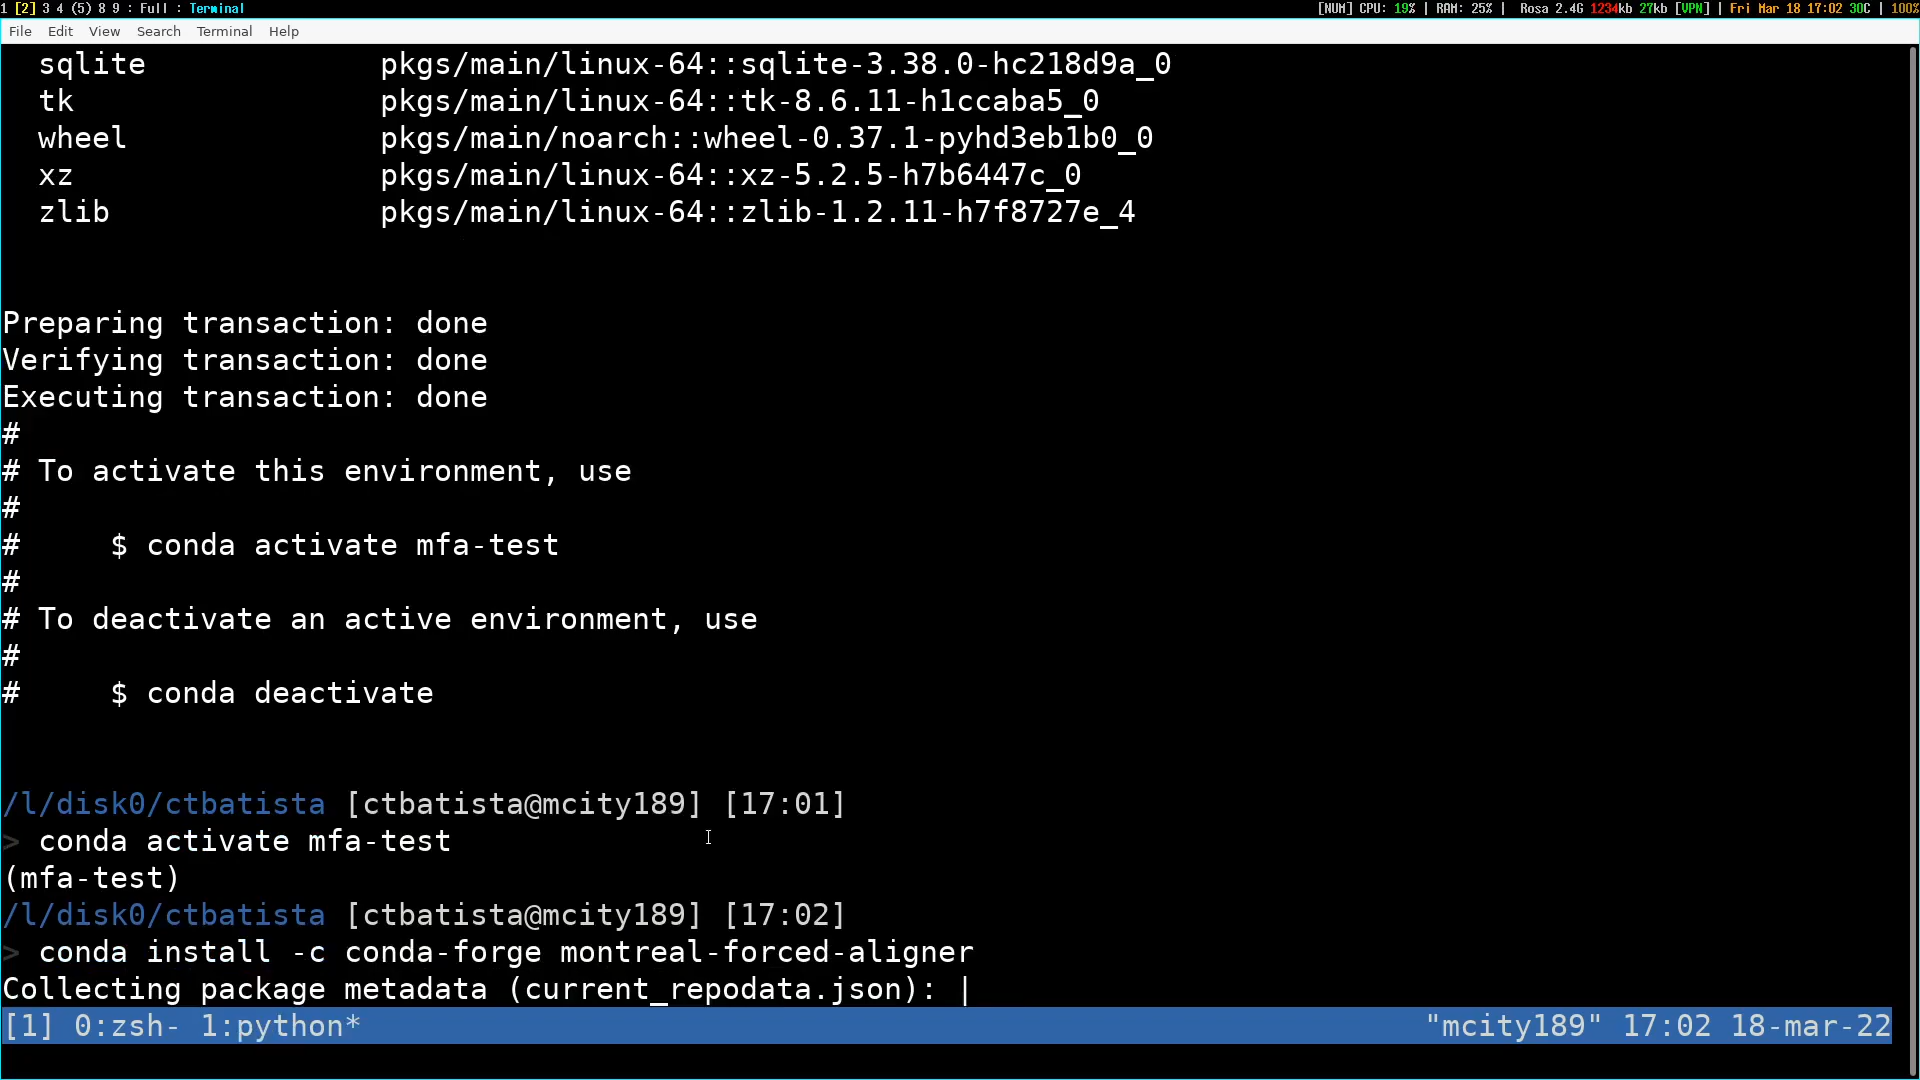 1 [2] 3 4 (5) 8 9 : Full : Terminal [NUM] CPU: 19% | RAM: 25% | Rosa 2.4G 1234kb 27kb [VPN] | Fri Mar 18 17:02 30C | 100%
File Edit View Search Terminal Help
sqlite pkgs/main/linux-64::sqlite-3.38.0-hc218d9a_0
tk pkgs/main/linux-64::tk-8.6.11-h1ccaba5_0
wheel pkgs/main/noarch::wheel-0.37.1-pyhd3eb1b0_0
xz pkgs/main/linux-64::xz-5.2.5-h7b6447c_0
zlib pkgs/main/linux-64::zlib-1.2.11-h7f8727e_4
Preparing transaction: done
Verifying transaction: done
Executing transaction: done
#
# To activate this environment, use
#
# $ conda activate mfa-test
#
# To deactivate an active environment, use
#
# $ conda deactivate
/l/disk0/ctbatista [ctbatista@mcity189] [17:01]
> conda activate mfa-test
(mfa-test)
/l/disk0/ctbatista [ctbatista@mcity189] [17:02]
> conda install -c conda-forge montreal-forced-aligner
Collecting package metadata (current_repodata.json): |
[1] 0:zsh- 1:python* "mcity189" 17:02 18-mar-22